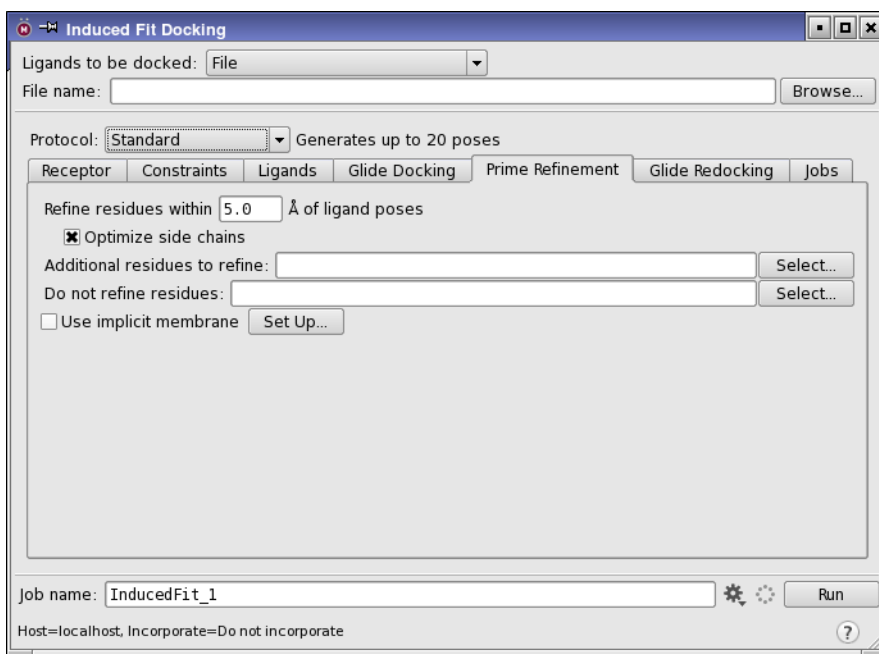 Induced Fit Docking
Ligands to be docked: File
File name: Browse...
Protocol: Standard Generates up to 20 poses
Receptor Constraints Ligands Glide Docking Prime Refinement Glide Redocking Jobs
Refine residues within 5.0 Å of ligand poses
Optimize side chains
Additional residues to refine: Select...
Do not refine residues: Select...
Use implicit membrane Set Up...
Job name: InducedFit_1 Run
Host=localhost, Incorporate=Do not incorporate ?